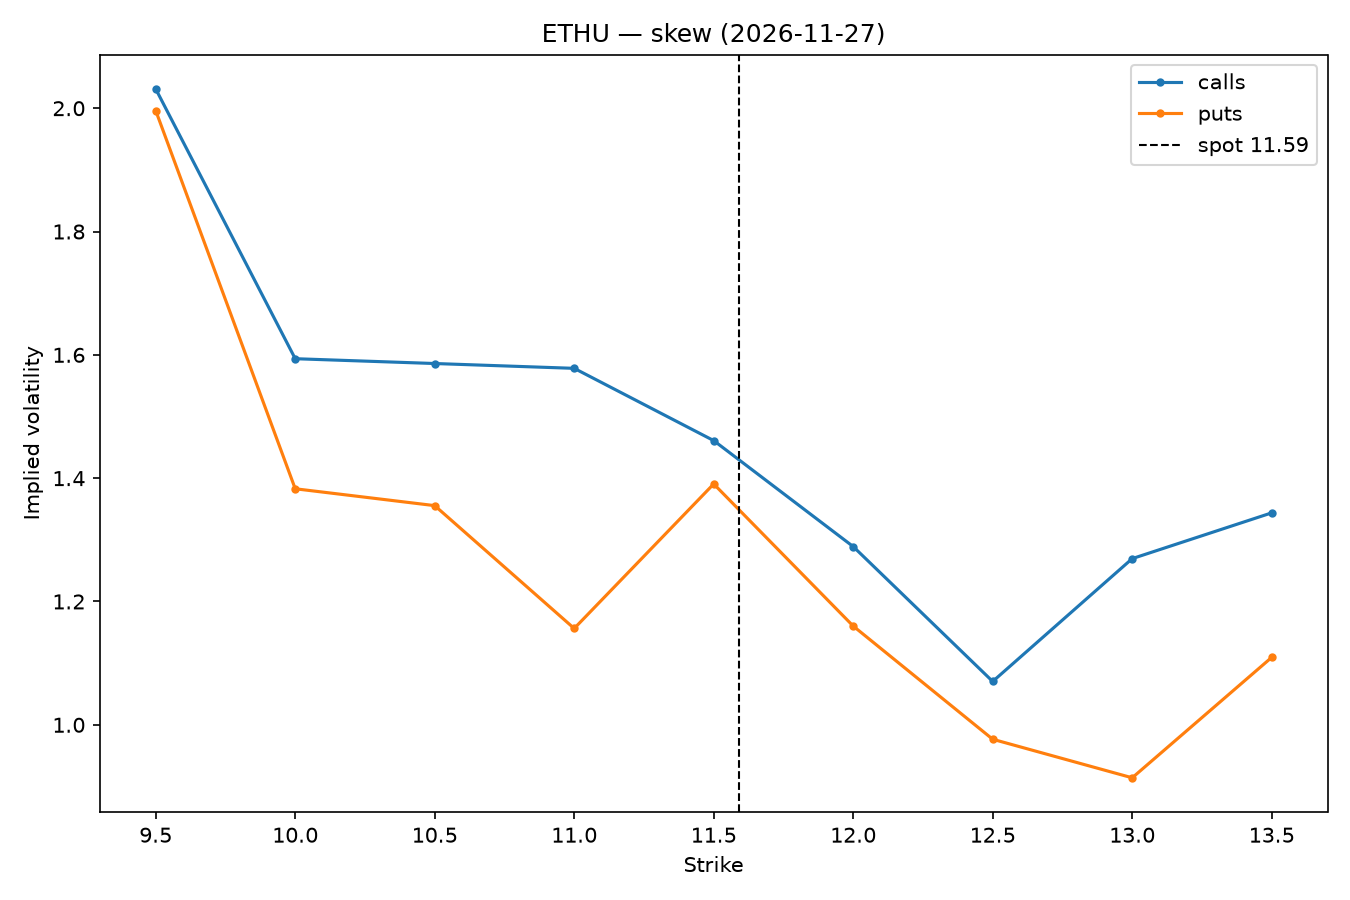 ETHU — skew (2026-11-27)
calls
puts
spot 11.59
Implied volatility
2.0
1.8
1.6
1.4
1.2
1.0
9.5 10.0 10.5 11.0 11.5 12.0 12.5 13.0 13.5
Strike